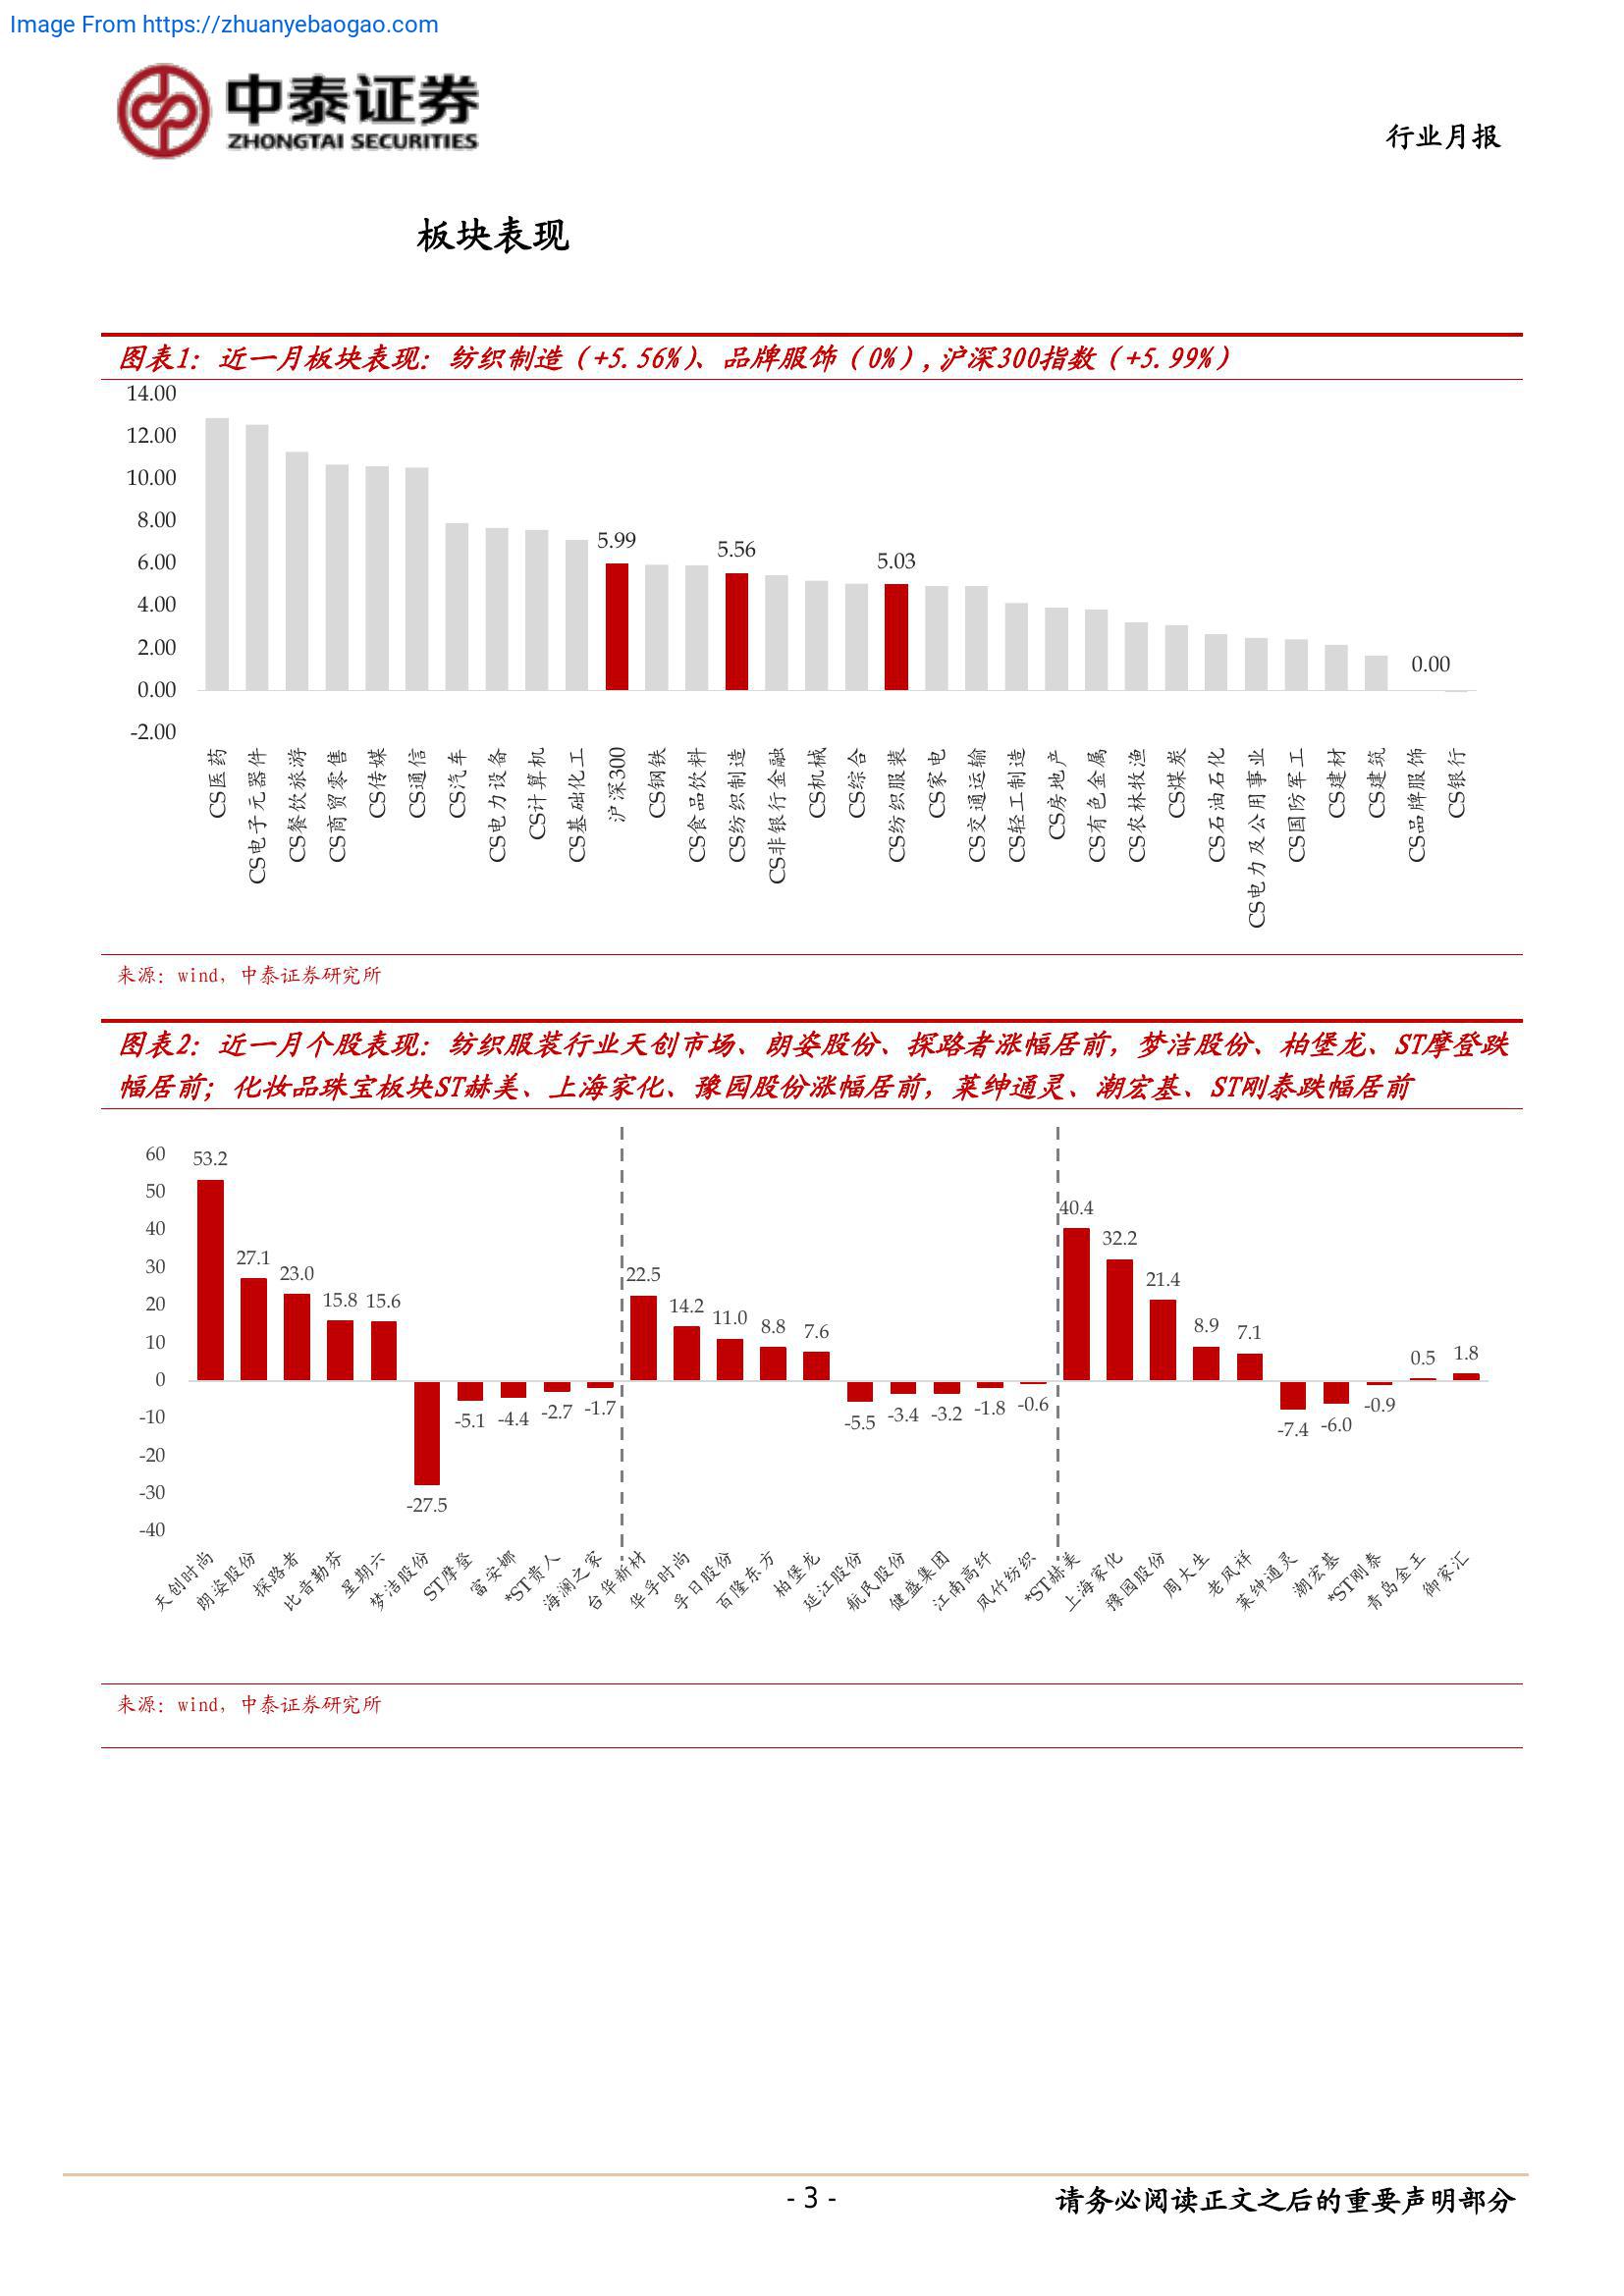 Image From https://zhuanyebaogao.com
中泰证券
ZHONGTAI SECURITIES
行业月报
板块表现
图表1：近一月板块表现：纺织制造（+5.56%）、品牌服饰（0%）,沪深300指数（+5.99%）
14.00
12.00
10.00
8.00
6.00
4.00
2.00
0.00
-2.00
5.99
5.56
5.03
0.00
CS医药
CS电子元器件
CS餐饮旅游
CS商贸零售
CS传媒
CS通信
CS汽车
CS电力设备
CS计算机
CS基础化工
沪深300
CS钢铁
CS食品饮料
CS纺织制造
CS非银行金融
CS机械
CS综合
CS纺织服装
CS家电
CS交通运输
CS轻工制造
CS房地产
CS有色金属
CS农林牧渔
CS煤炭
CS石油石化
CS电力及公用事业
CS国防军工
CS建材
CS建筑
CS品牌服饰
CS银行
来源：wind，中泰证券研究所
图表2：近一月个股表现：纺织服装行业天创市场、朗姿股份、探路者涨幅居前，梦洁股份、柏堡龙、ST摩登跌
幅居前；化妆品珠宝板块ST赫美、上海家化、豫园股份涨幅居前，莱绅通灵、潮宏基、ST刚泰跌幅居前
60
50
40
30
20
10
0
-10
-20
-30
-40
53.2
27.1
23.0
15.8
15.6
-27.5
-5.1
-4.4
-2.7
-1.7
22.5
14.2
11.0
8.8
7.6
-5.5
-3.4
-3.2
-1.8
-0.6
40.4
32.2
21.4
8.9
7.1
-7.4
-6.0
-0.9
0.5
1.8
天创时尚
朗姿股份
探路者
比音勒芬
星期六
梦洁股份
ST摩登
富安娜
*ST贵人
海澜之家
台华新材
华孚时尚
孚日股份
百隆东方
柏堡龙
延江股份
航民股份
健盛集团
江南高纤
凤竹纺织
*ST赫美
上海家化
豫园股份
周大生
老凤祥
莱绅通灵
潮宏基
*ST刚泰
青岛金王
御家汇
来源：wind，中泰证券研究所
- 3 -
请务必阅读正文之后的重要声明部分